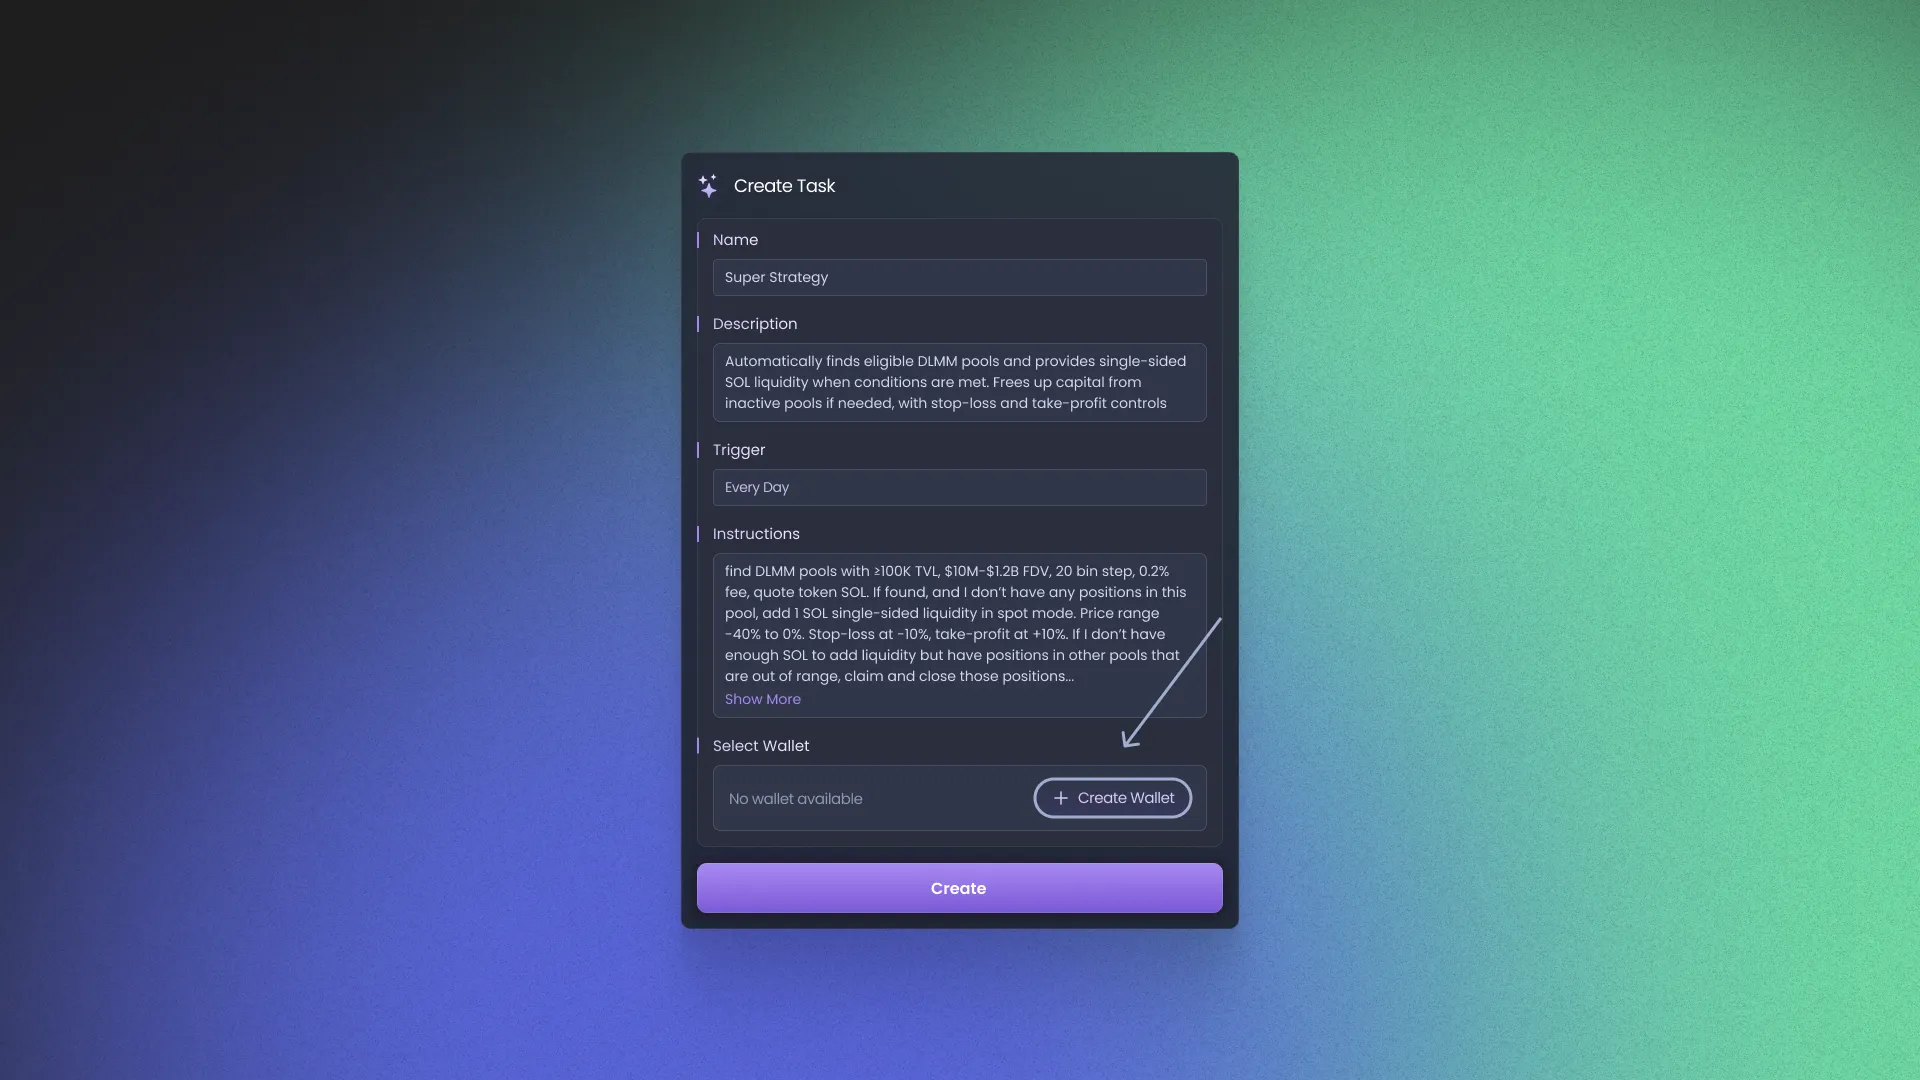 Create Task
Name
Super Strategy
Description
Automatically finds eligible DLMM pools and provides single-sided
SOL liquidity when conditions are met. Frees up capital from
inactive pools if needed, with stop-loss and take-profit controls
Trigger
Every Day
Instructions
find DLMM pools with ≥100K TVL, $10M-$1.2B FDV, 20 bin step, 0.2%
fee, quote token SOL. If found, and I don’t have any positions in this
pool, add 1 SOL single-sided liquidity in spot mode. Price range
-40% to 0%. Stop-loss at -10%, take-profit at +10%. If I don’t have
enough SOL to add liquidity but have positions in other pools that
are out of range, claim and close those positions...
Show More
Select Wallet
No wallet available
Create Wallet
Create